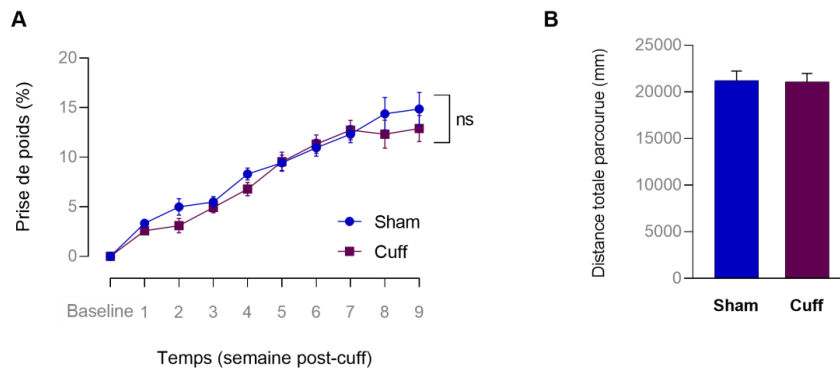 A
Prise de poids (%)
20
15
10
5
0
ns
Sham
Cuff
Baseline 1 2 3 4 5 6 7 8 9
Temps (semaine post-cuff)
B
Distance totale parcourue (mm)
25000
20000
15000
10000
5000
0
Sham Cuff